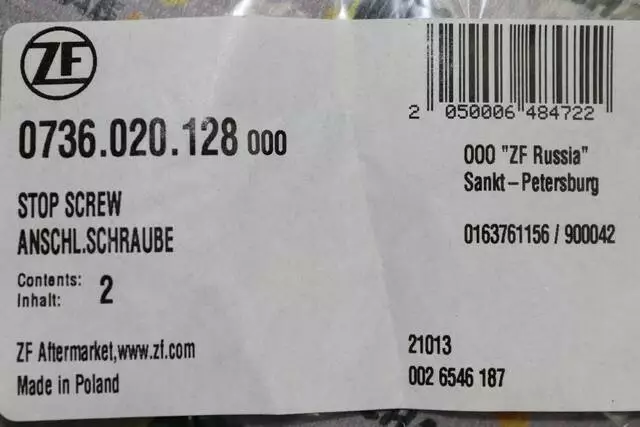 ZF
2 050006 484722
0736.020.128 000
OOO "ZF Russia"
Sankt-Petersburg
STOP SCREW
ANSCHL.SCHRAUBE
0163761156 / 900042
Contents:
Inhalt: 2
ZF Aftermarket,www.zf.com
Made in Poland
21013
002 6546 187